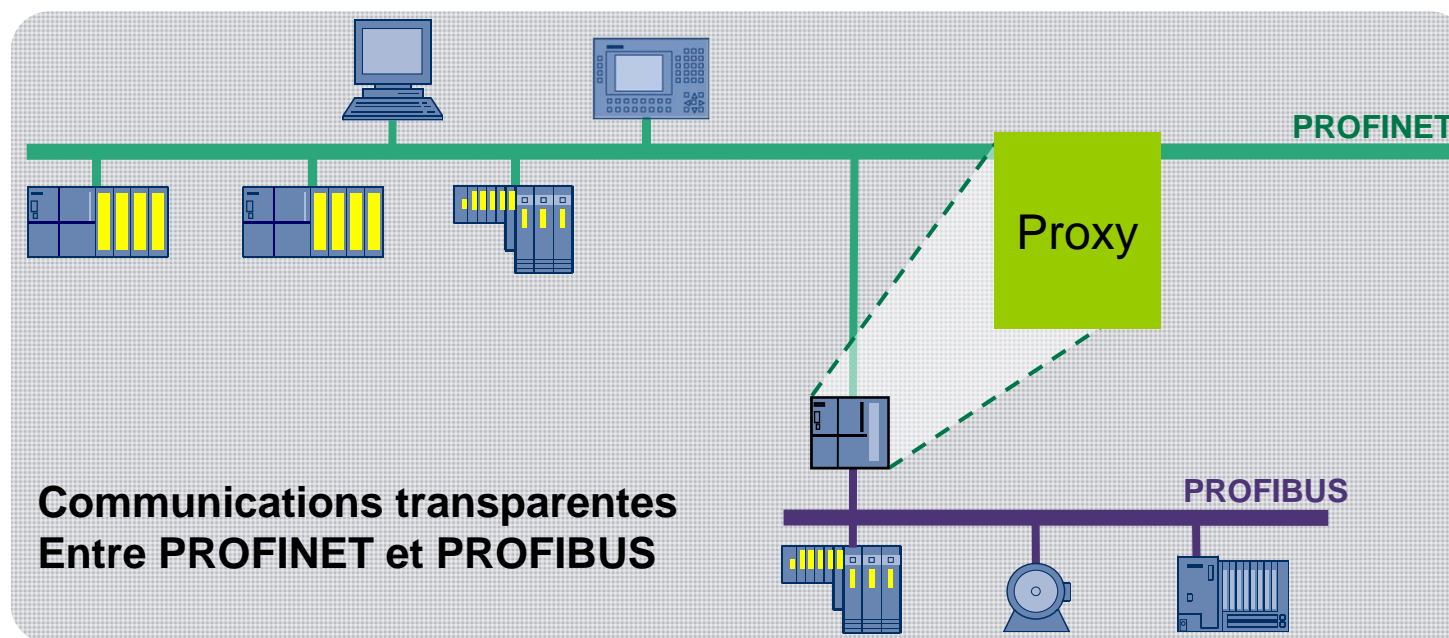 PROFINET
Proxy
PROFIBUS
Communications transparentes
Entre PROFINET et PROFIBUS